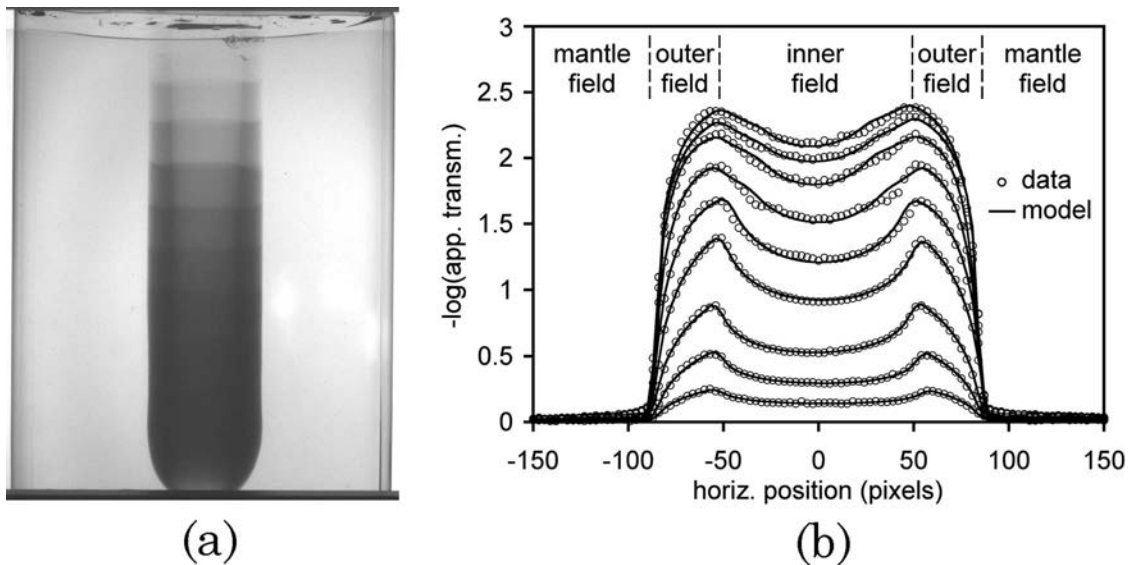 (a)
-log(app. transm.)
3
2.5
2
1.5
1
0.5
0
mantle field
outer field
inner field
outer field
mantle field
data
model
-150
-100
-50
0
50
100
150
horiz. position (pixels)
(b)